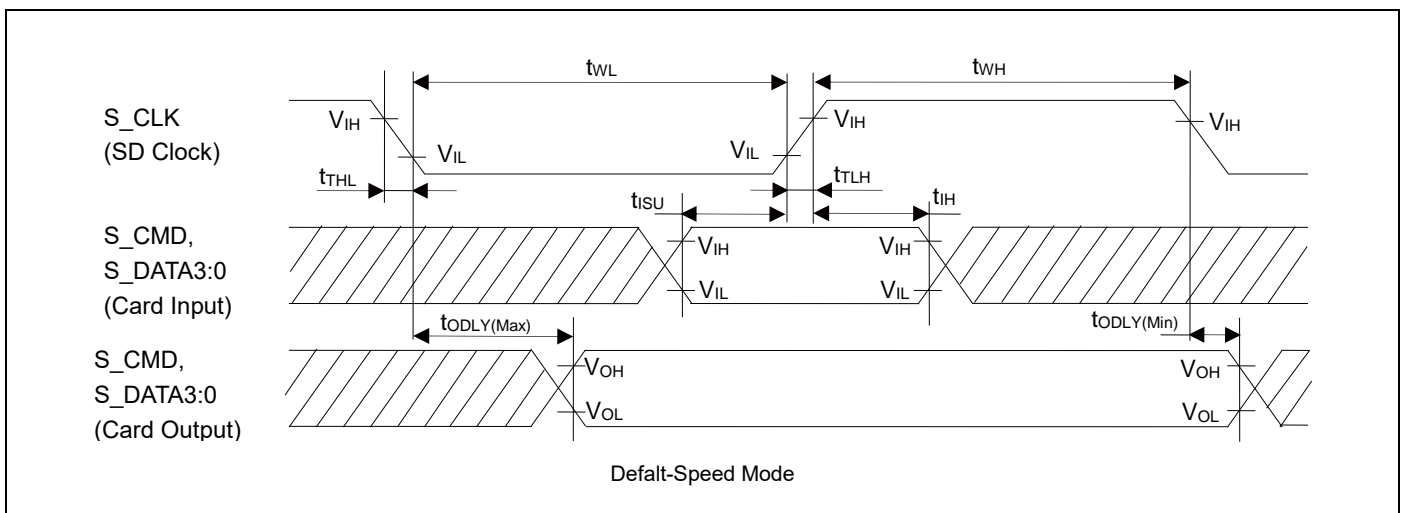 tWL
tWH
S_CLK
(SD Clock)
VIH
VIL
VIL
VIH
VIH
tTHL
tTLH
tISU
tIH
S_CMD,
S_DATA3:0
(Card Input)
VIH
VIL
VIH
VIL
tODLY(Max)
tODLY(Min)
S_CMD,
S_DATA3:0
(Card Output)
VOH
VOL
VOH
VOL
Defalt-Speed Mode